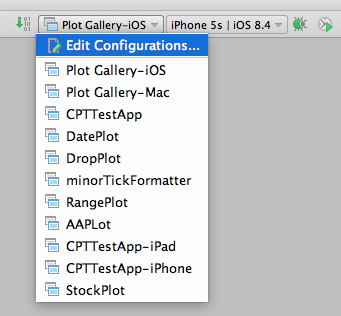 Plot Gallery-iOS iPhone 5s | iOS 8.4
Edit Configurations...
Plot Gallery-iOS
Plot Gallery-Mac
CPTTestApp
DatePlot
DropPlot
minorTickFormatter
RangePlot
AAPLot
CPTTestApp-iPad
CPTTestApp-iPhone
StockPlot